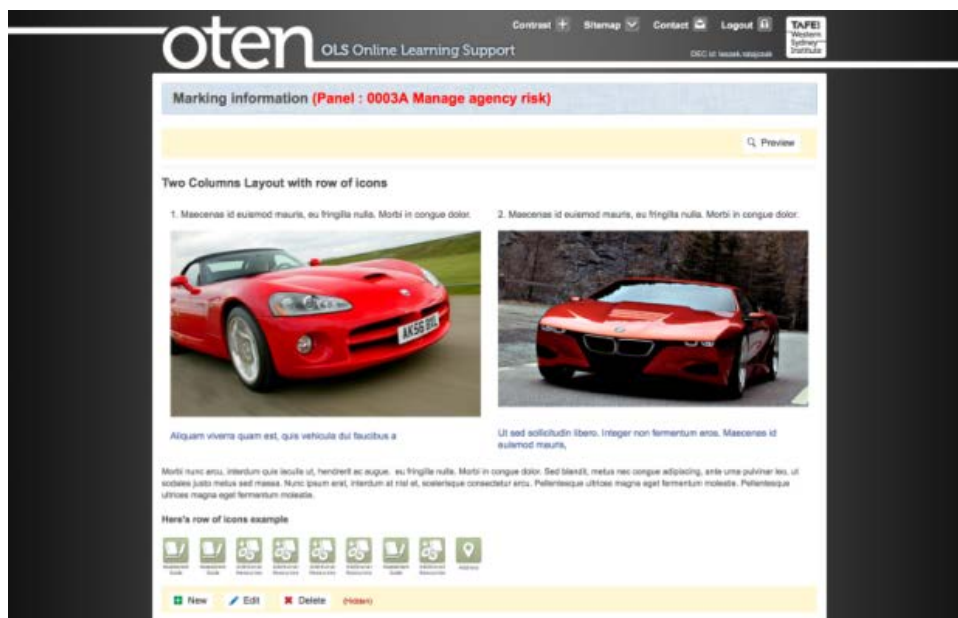 Contrast Sitemap Contact Logout
TAFE
Western
Sydney
Institute
oten OLS Online Learning Support
DEC id: leszek.ratajczak
Marking information (Panel : 0003A Manage agency risk)
Preview
Two Columns Layout with row of icons
1. Maecenas id euismod mauris, eu fringilla nulla. Morbi in congue dolor.
2. Maecenas id euismod mauris, eu fringilla nulla. Morbi in congue dolor.
AK56
Aliquam viverra quam est, quis vehicula dui faucibus a
Ut sed sollicitudin libero. Integer non fermentum eros. Maecenas id
euismod mauris,
Morbi nunc arcu, interdum quis iaculis ut, hendrerit ac augue. eu fringilla nulla. Morbi in congue dolor. Sed blandit, metus nec congue adipiscing, ante urna pulvinar leo, ut
sodales justo metus sed massa. Nunc ipsum erat, interdum at nisl et, scelerisque consectetur arcu. Pellentesque ultrices magna eget fermentum molestie. Pellentesque
ultrices magna eget fermentum molestie.
Here's row of icons example
New Edit Delete (Hidden)